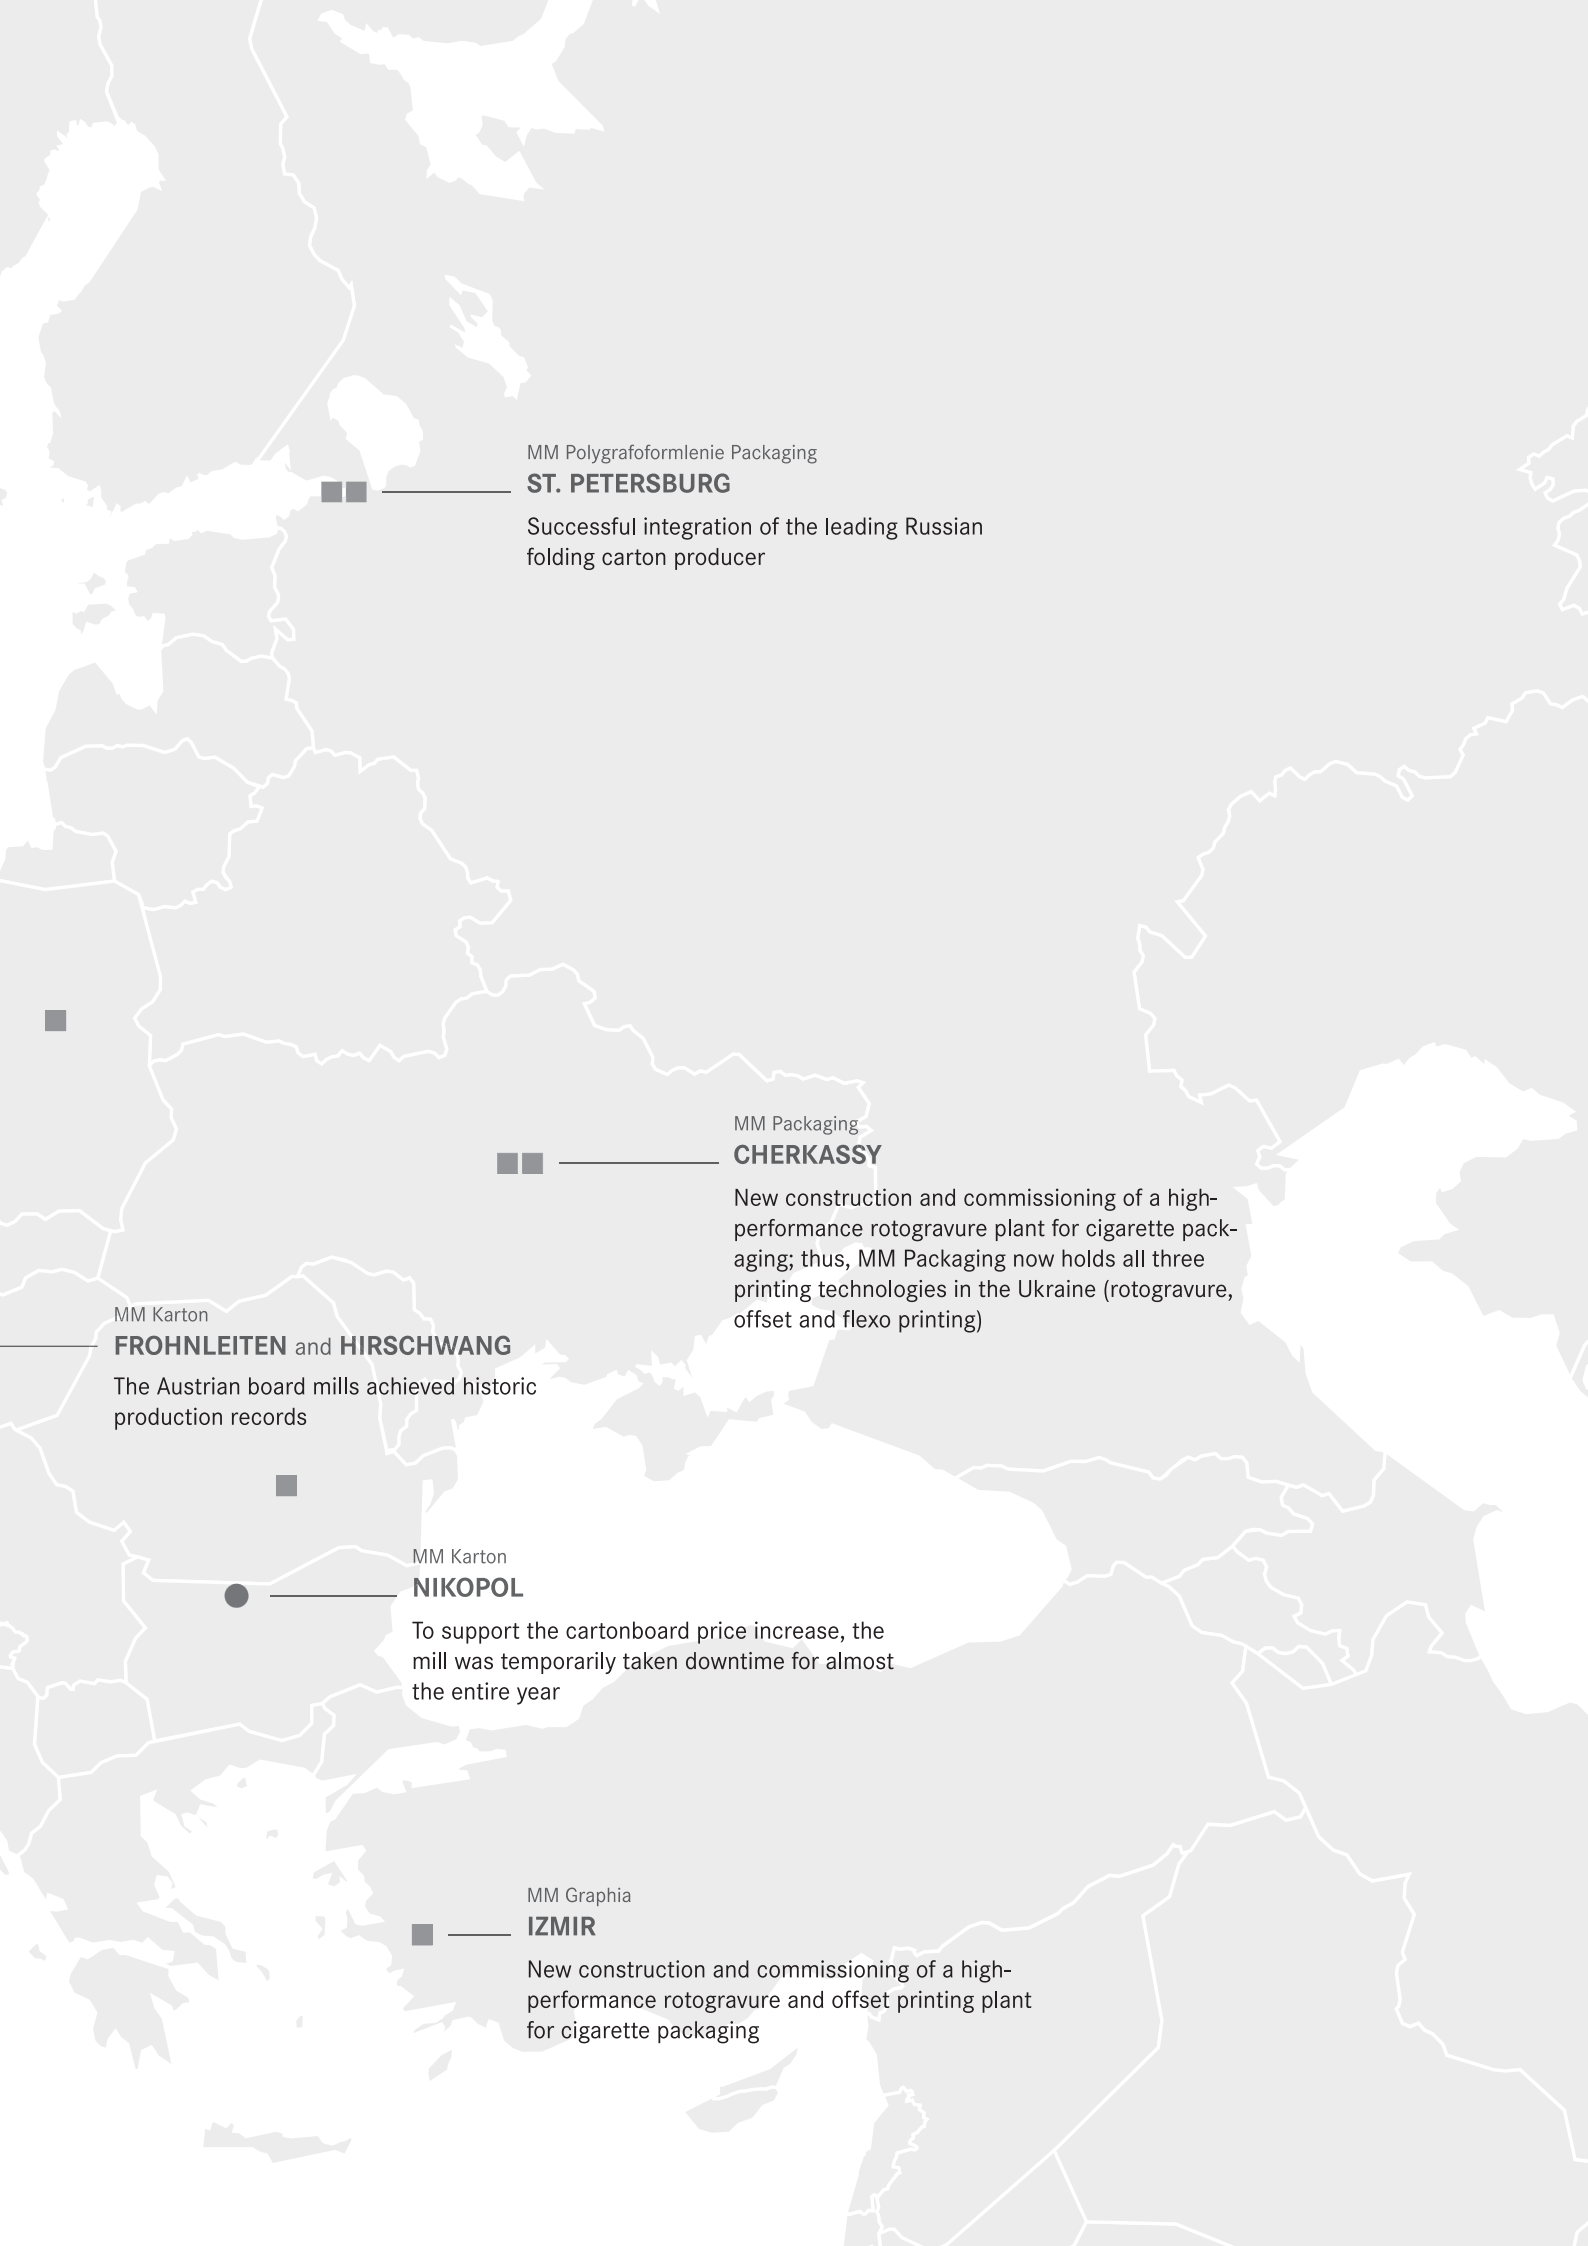 MM Polygrafoformlenie Packaging
ST. PETERSBURG
Successful integration of the leading Russian
folding carton producer
MM Packaging
CHERKASSY
New construction and commissioning of a high-
performance rotogravure plant for cigarette pack-
aging; thus, MM Packaging now holds all three
printing technologies in the Ukraine (rotogravure,
offset and flexo printing)
MM Karton
FROHNLEITEN and HIRSCHWANG
The Austrian board mills achieved historic
production records
MM Karton
NIKOPOL
To support the cartonboard price increase, the
mill was temporarily taken downtime for almost
the entire year
MM Graphia
IZMIR
New construction and commissioning of a high-
performance rotogravure and offset printing plant
for cigarette packaging